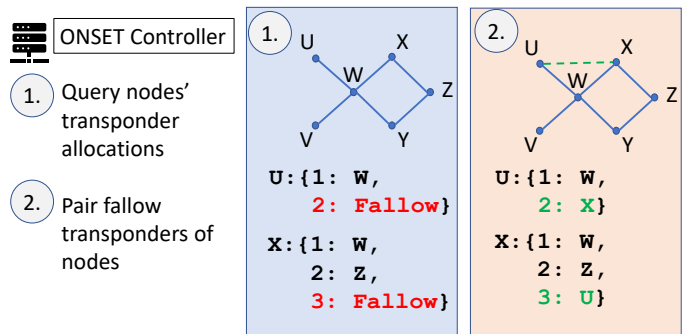 ONSET Controller
1. Query nodes'
transponder
allocations
2. Pair fallow
transponders of
nodes
1.
U
X
W
Z
V
Y
U:{1: W,
2: Fallow}
X:{1: W,
2: Z,
3: Fallow}
2.
U
X
W
Z
V
Y
U:{1: W,
2: X}
X:{1: W,
2: Z,
3: U}